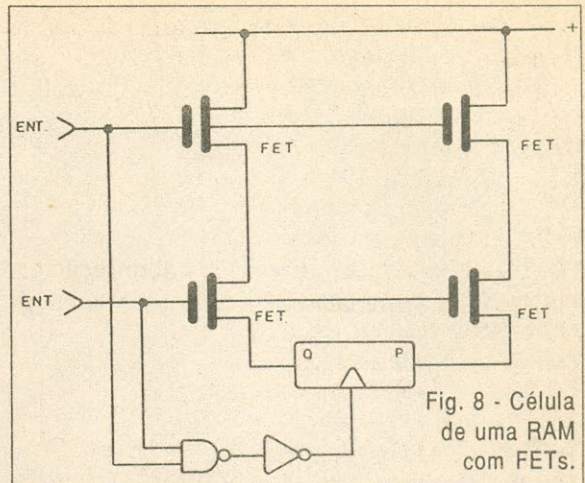 +
ENT.
FET
FET
ENT
FET
FET
Q P
Fig. 8 - Célula
de uma RAM
com FETs.